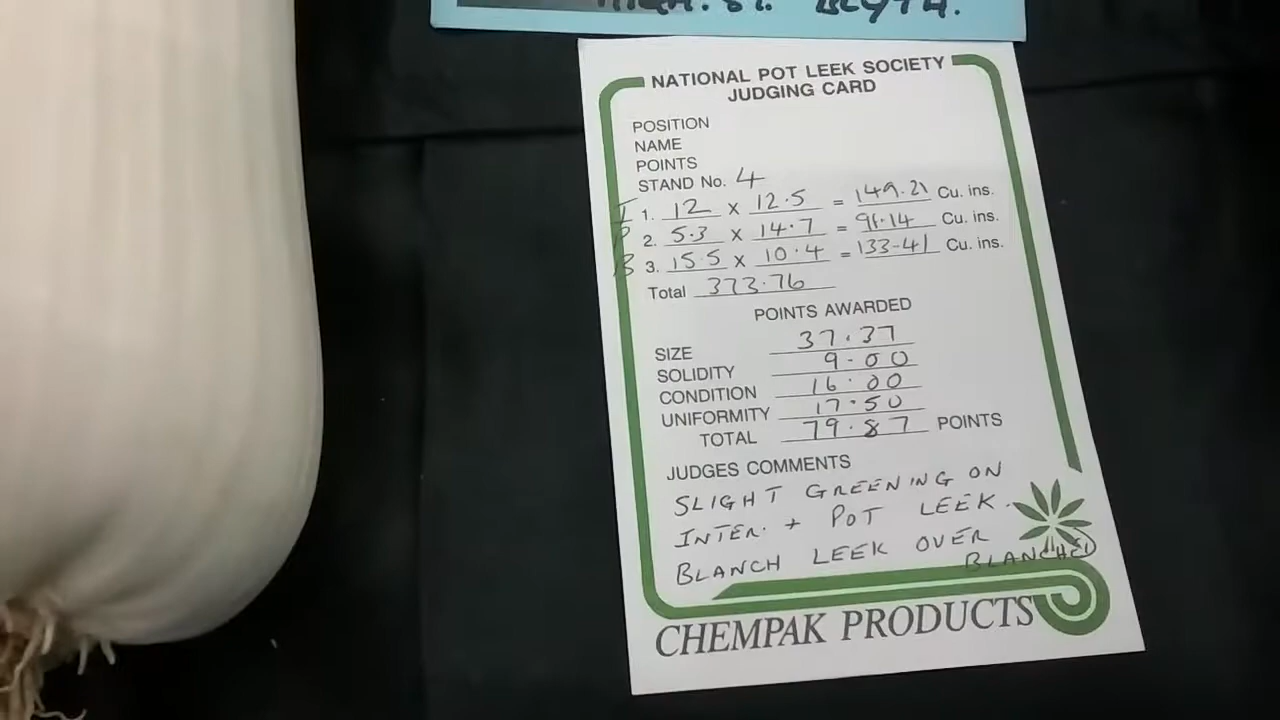 HIGH. ST. BLYTH.
NATIONAL POT LEEK SOCIETY
JUDGING CARD
POSITION
NAME
POINTS
STAND No. 4
I 1. 12 x 12.5 = 149.21 Cu. ins.
P 2. 5.3 x 14.7 = 91.14 Cu. ins.
B 3. 15.5 x 10.4 = 133-41 Cu. ins.
Total 373.76
POINTS AWARDED
SIZE 37.37
SOLIDITY 9-00
CONDITION 16.00
UNIFORMITY 17.50
TOTAL 79.87 POINTS
JUDGES COMMENTS
SLIGHT GREENING ON
INTER. + POT LEEK.
BLANCH LEEK OVER
BLANCHED
CHEMPAK PRODUCTS